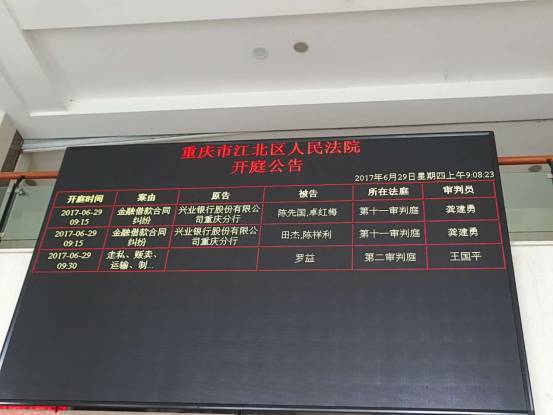 重庆市江北区人民法院
开庭公告
2017年6月29日星期四上午9:08:23
开庭时间 案由 原告 被告 所在法庭 审判员
2017-06-29 09:15 金融借款合同纠纷 兴业银行股份有限公司重庆分行 陈先国,卓红梅 第十一审判庭 龚建勇
2017-06-29 09:15 金融借款合同纠纷 兴业银行股份有限公司重庆分行 田杰,陈祥利 第十一审判庭 龚建勇
2017-06-29 09:30 走私、贩卖、运输、制... 罗益 第二审判庭 王国平